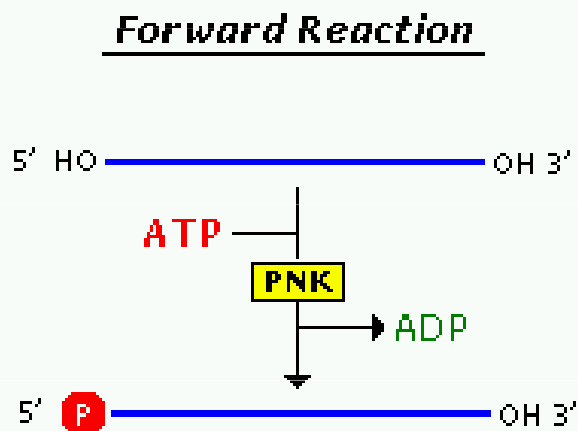 Forward Reaction
5' HO OH 3'
ATP
PNK
ADP
5' P OH 3'